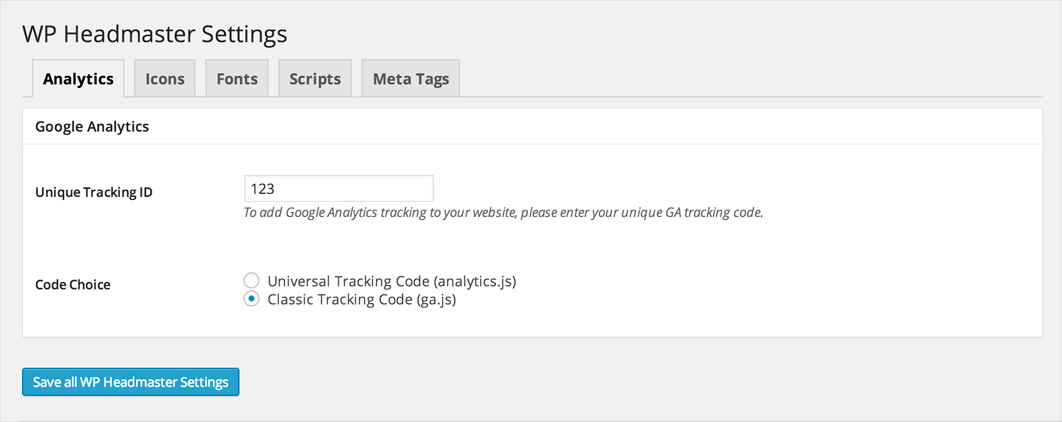 WP Headmaster Settings
Analytics Icons Fonts Scripts Meta Tags
Google Analytics
Unique Tracking ID 123
To add Google Analytics tracking to your website, please enter your unique GA tracking code.
Code Choice Universal Tracking Code (analytics.js)
Classic Tracking Code (ga.js)
Save all WP Headmaster Settings